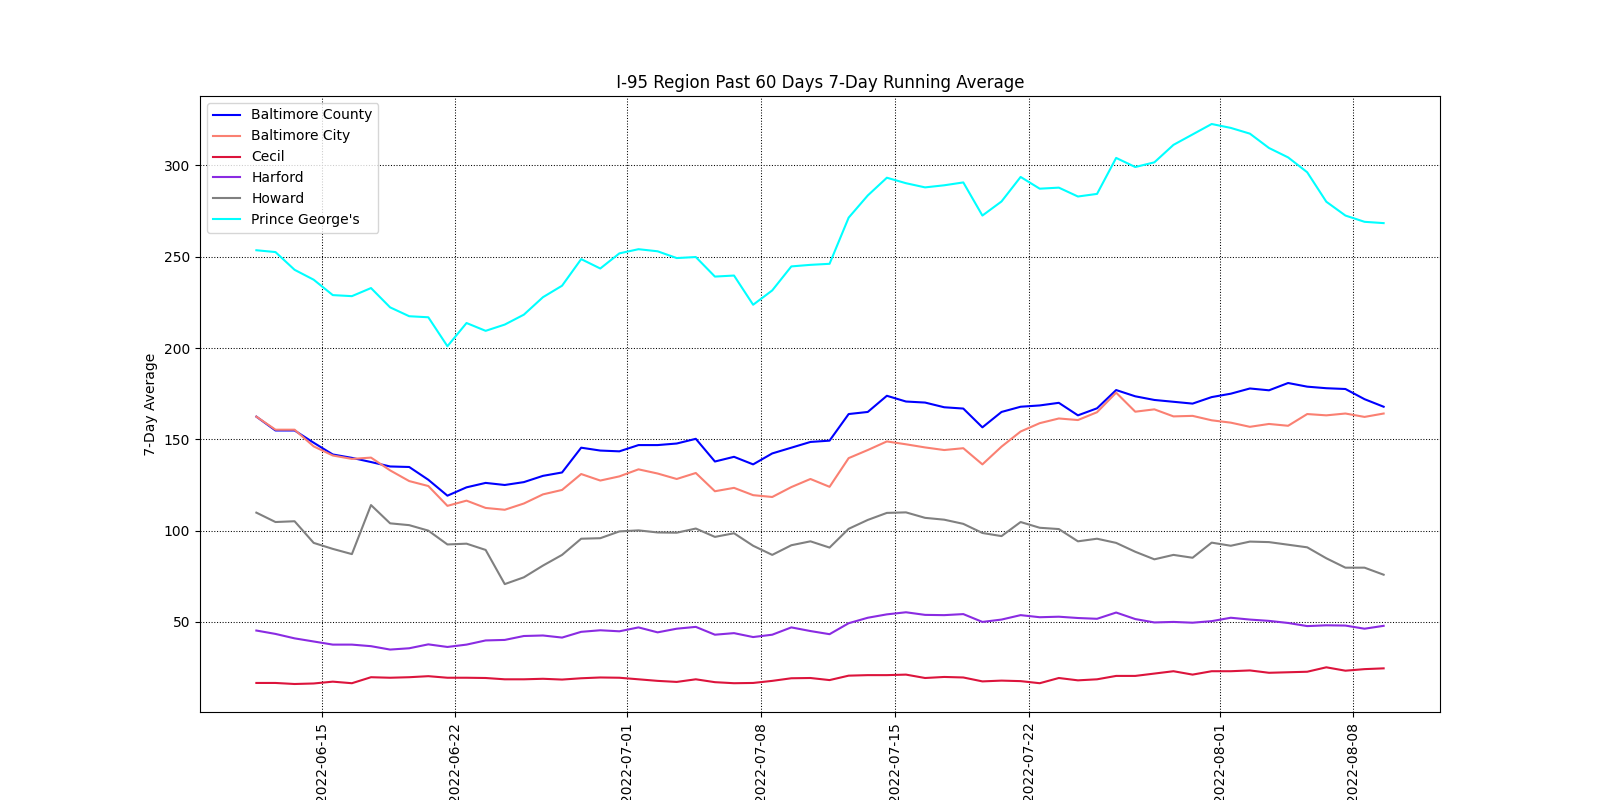 I-95 Region Past 60 Days 7-Day Running Average
Baltimore County
Baltimore City
Cecil
Harford
Howard
Prince George's
7-Day Average
300
250
200
150
100
50
2022-06-15
2022-06-22
2022-07-01
2022-07-08
2022-07-15
2022-07-22
2022-08-01
2022-08-08